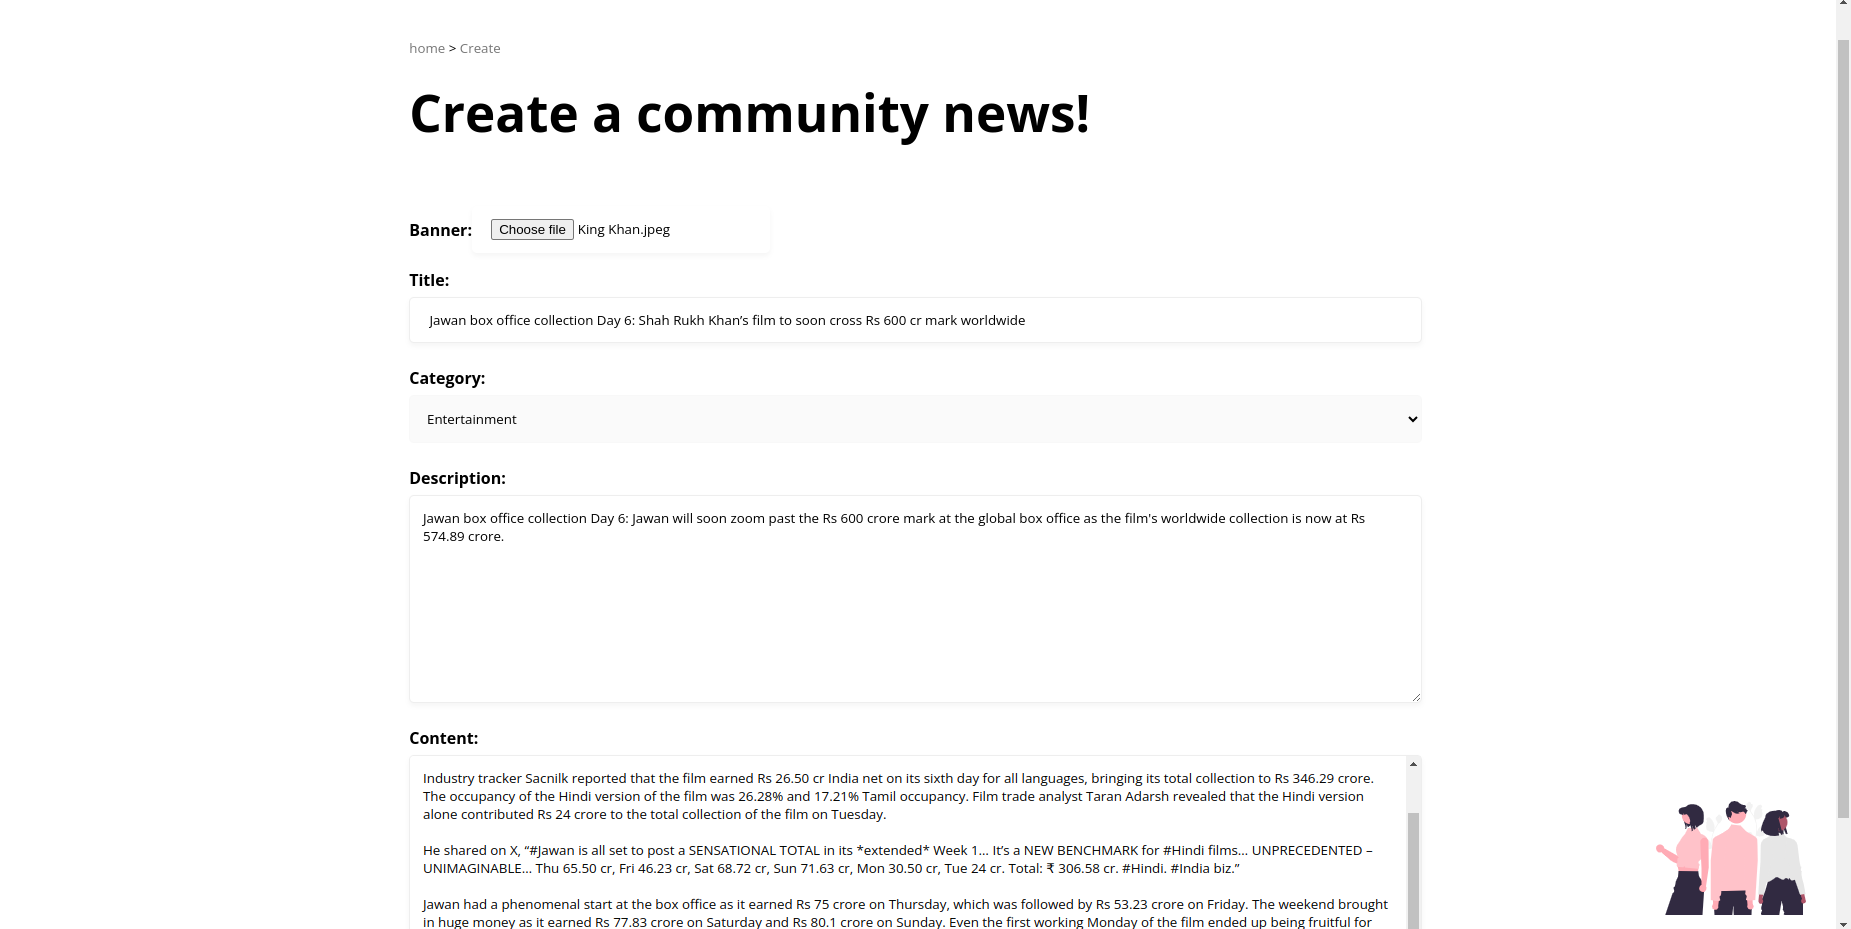 home > Create
Create a community news!
Banner: Choose file King Khan.jpeg
Title:
Jawan box office collection Day 6: Shah Rukh Khan’s film to soon cross Rs 600 cr mark worldwide
Category:
Entertainment
Description:
Jawan box office collection Day 6: Jawan will soon zoom past the Rs 600 crore mark at the global box office as the film's worldwide collection is now at Rs
574.89 crore.
Content:
Industry tracker Sacnilk reported that the film earned Rs 26.50 cr India net on its sixth day for all languages, bringing its total collection to Rs 346.29 crore.
The occupancy of the Hindi version of the film was 26.28% and 17.21% Tamil occupancy. Film trade analyst Taran Adarsh revealed that the Hindi version
alone contributed Rs 24 crore to the total collection of the film on Tuesday.
He shared on X, “#Jawan is all set to post a SENSATIONAL TOTAL in its *extended* Week 1… It’s a NEW BENCHMARK for #Hindi films… UNPRECEDENTED –
UNIMAGINABLE… Thu 65.50 cr, Fri 46.23 cr, Sat 68.72 cr, Sun 71.63 cr, Mon 30.50 cr, Tue 24 cr. Total: ₹ 306.58 cr. #Hindi. #India biz.”
Jawan had a phenomenal start at the box office as it earned Rs 75 crore on Thursday, which was followed by Rs 53.23 crore on Friday. The weekend brought
in huge money as it earned Rs 77.83 crore on Saturday and Rs 80.1 crore on Sunday. Even the first working Monday of the film ended up being fruitful for